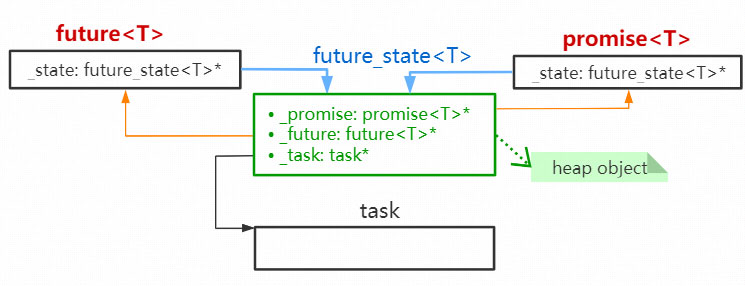 future<T>
promise<T>
future_state<T>
_state: future_state<T>*
_state: future_state<T>*
• _promise: promise<T>*
• _future: future<T>*
• _task: task*
heap object
task